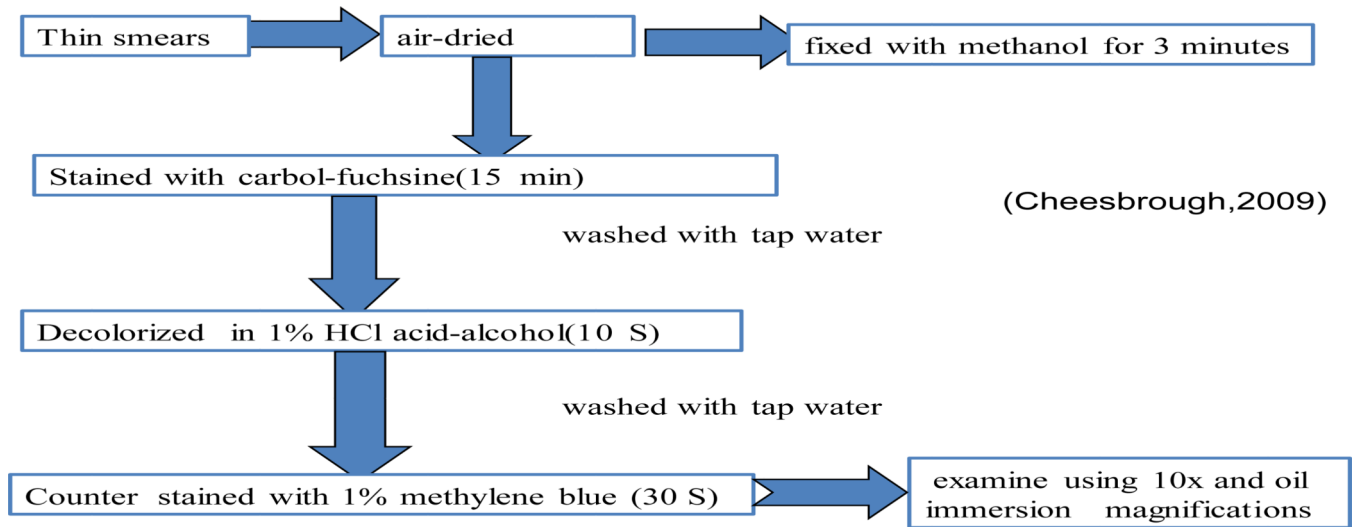 Thin smears
air-dried
fixed with methanol for 3 minutes
Stained with carbol-fuchsine(15 min)
(Cheesbrough,2009)
washed with tap water
Decolorized in 1% HCl acid-alcohol(10 S)
washed with tap water
Counter stained with 1% methylene blue (30 S)
examine using 10x and oil
immersion magnifications